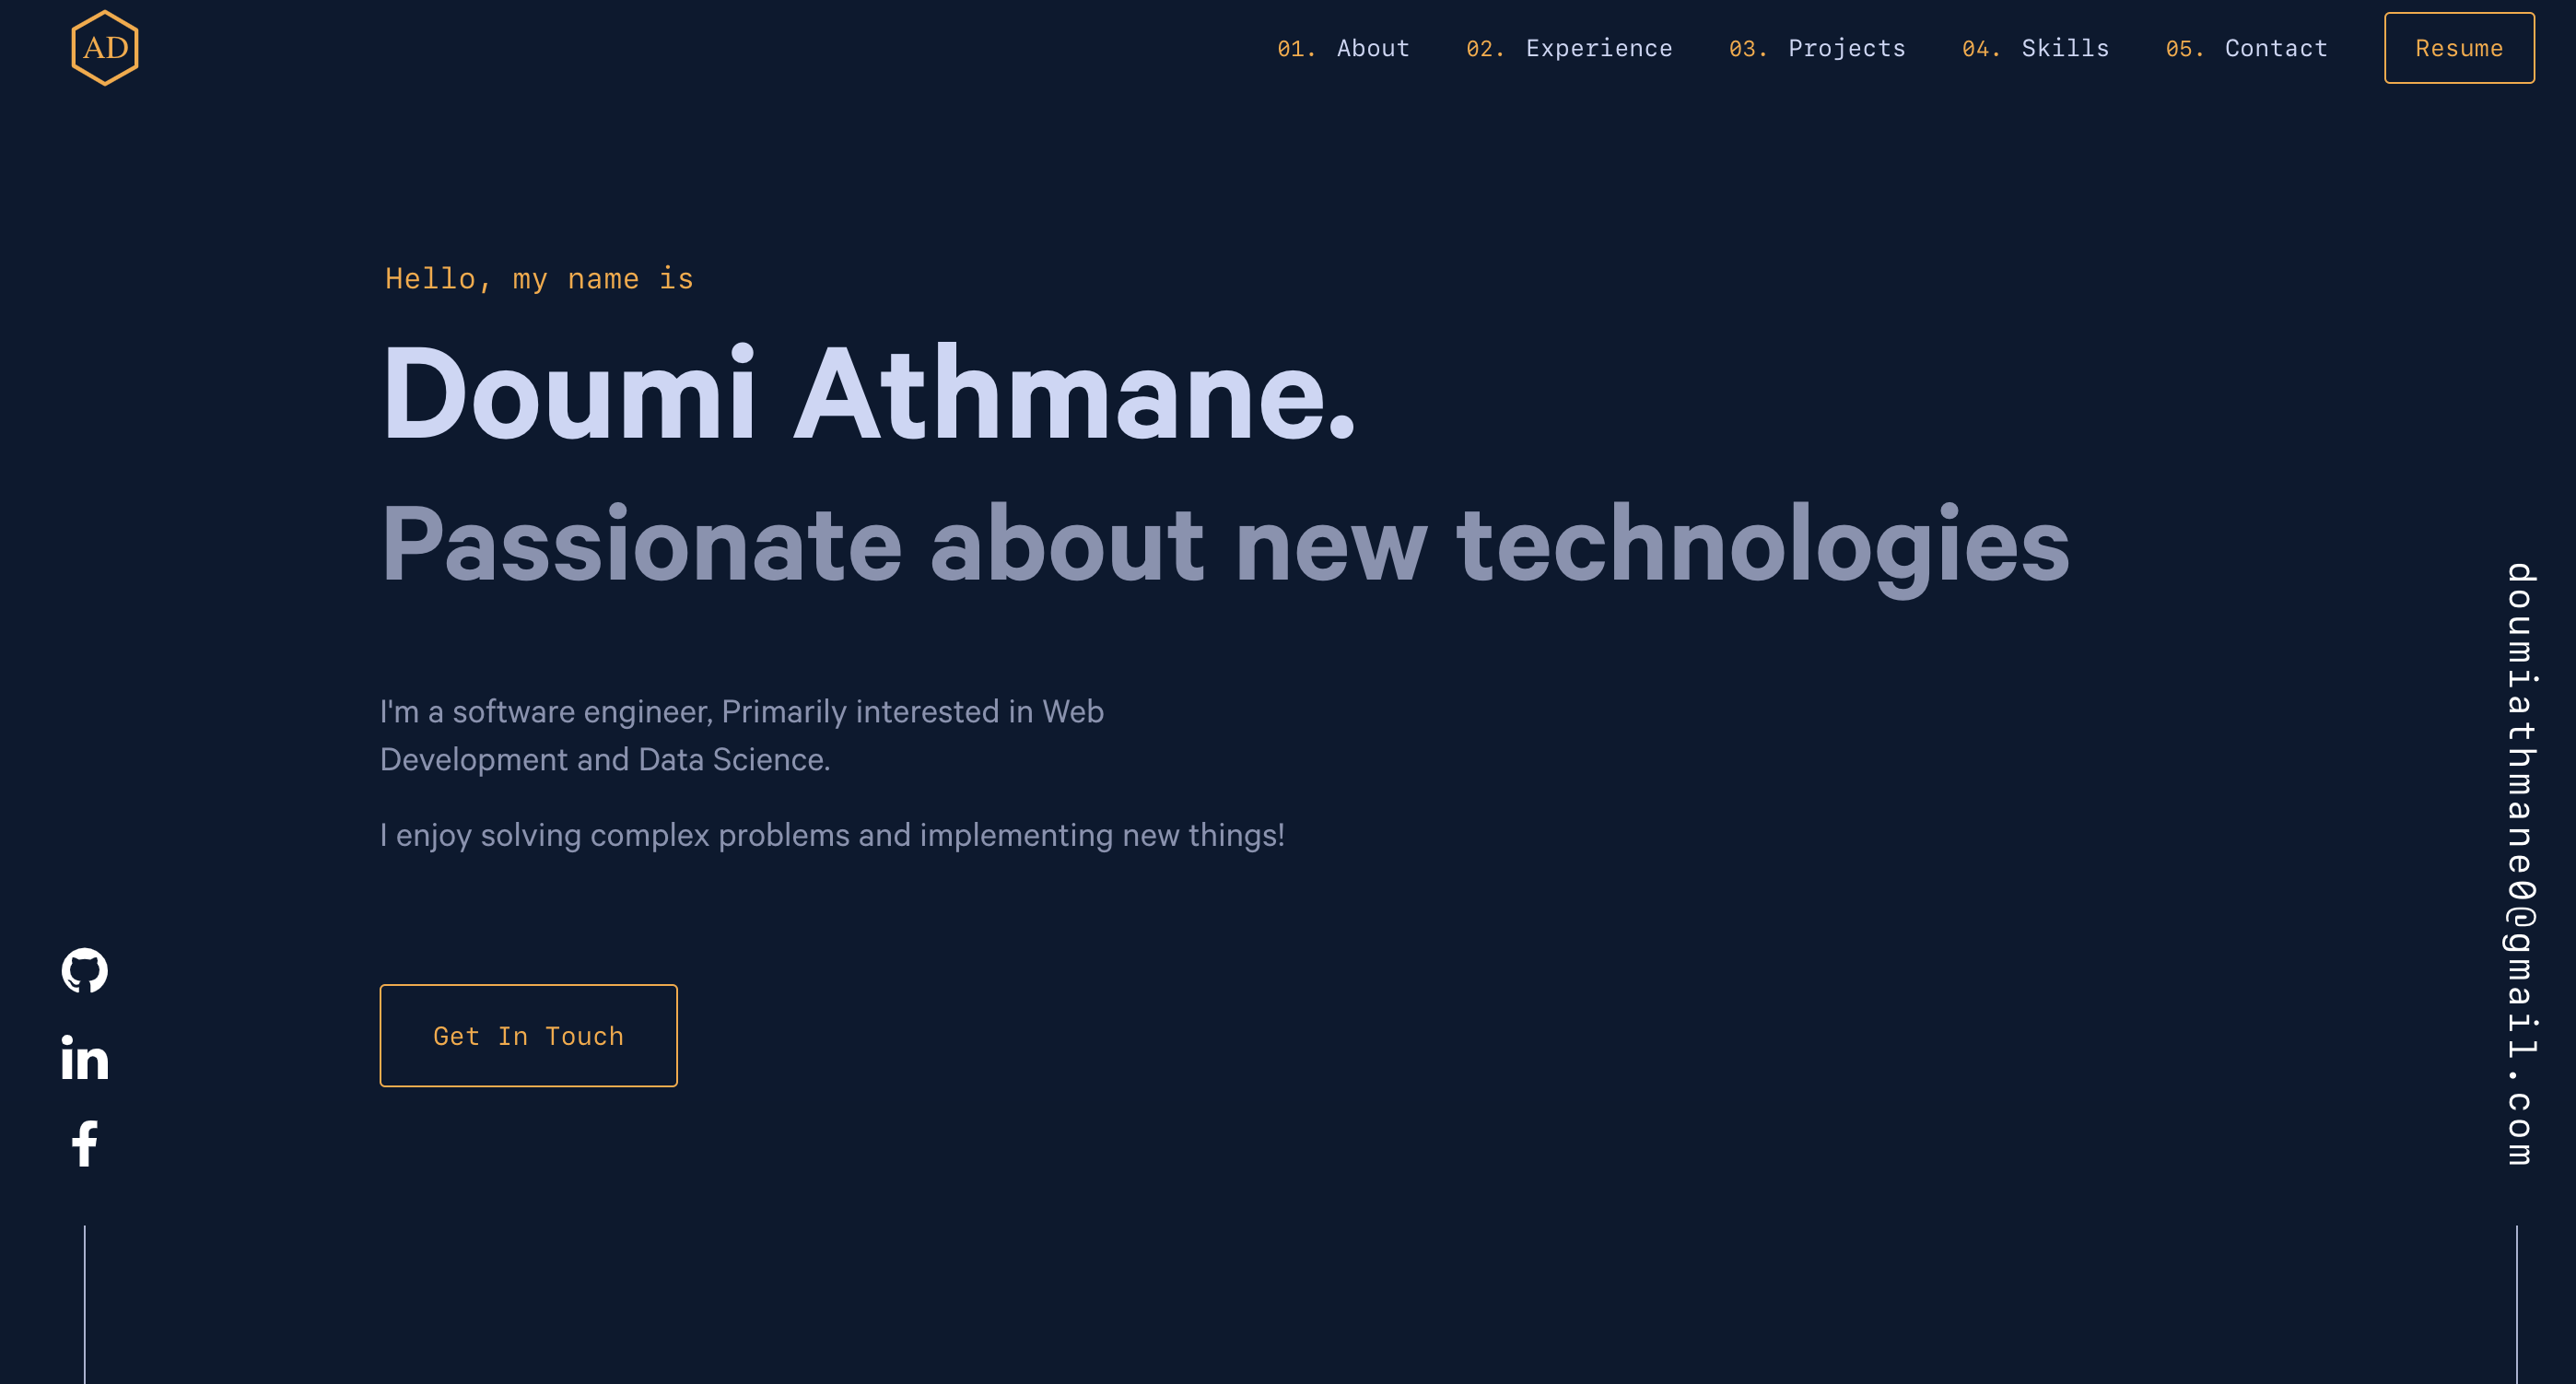 AD
01. About
02. Experience
03. Projects
04. Skills
05. Contact
Resume
Hello, my name is
Doumi Athmane.
Passionate about new technologies
I'm a software engineer, Primarily interested in Web
Development and Data Science.
I enjoy solving complex problems and implementing new things!
Get In Touch
in
f
doumiathmane0@gmail.com